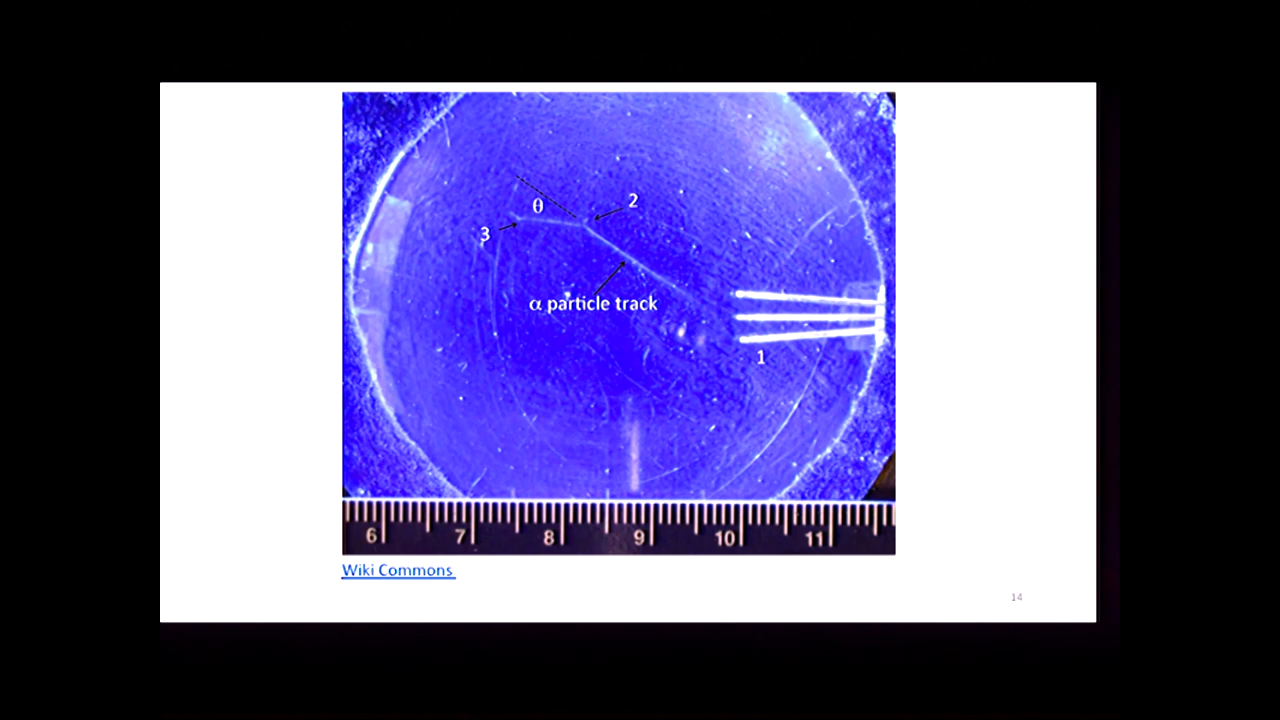 2
θ
3
α particle track
1
6 7 8 9 10 11
Wiki Commons
14